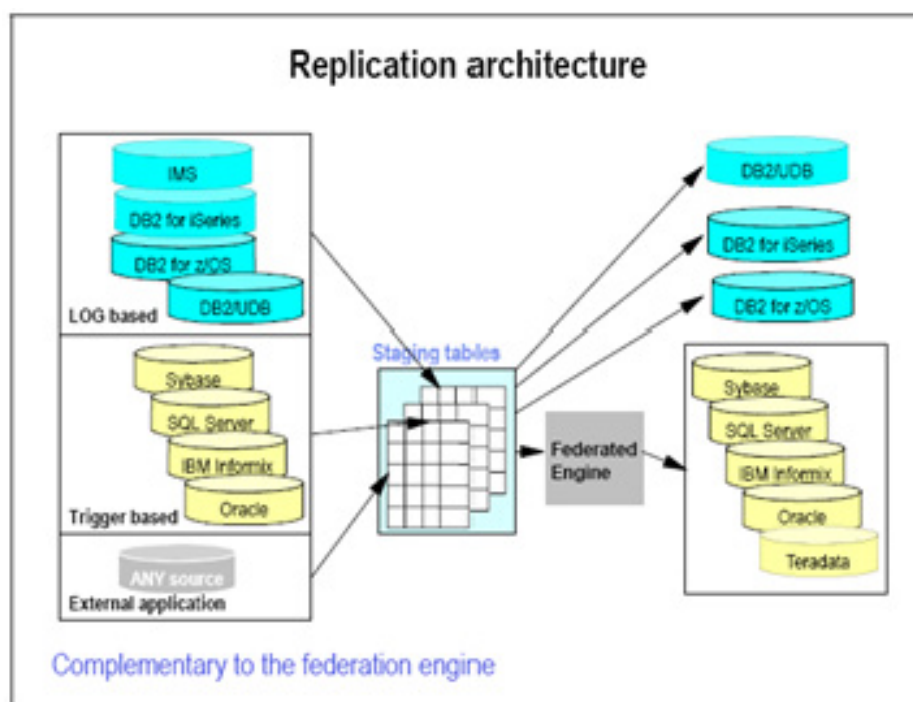 Replication architecture
IMS
DB2 for iSeries
DB2 for z/OS
DB2/UDB
LOG based
Sybase
SQL Server
IBM Informix
Oracle
Trigger based
ANY source
External application
Staging tables
Federated
Engine
DB2/UDB
DB2 for iSeries
DB2 for z/OS
Sybase
SQL Server
IBM Informix
Oracle
Teradata
Complementary to the federation engine